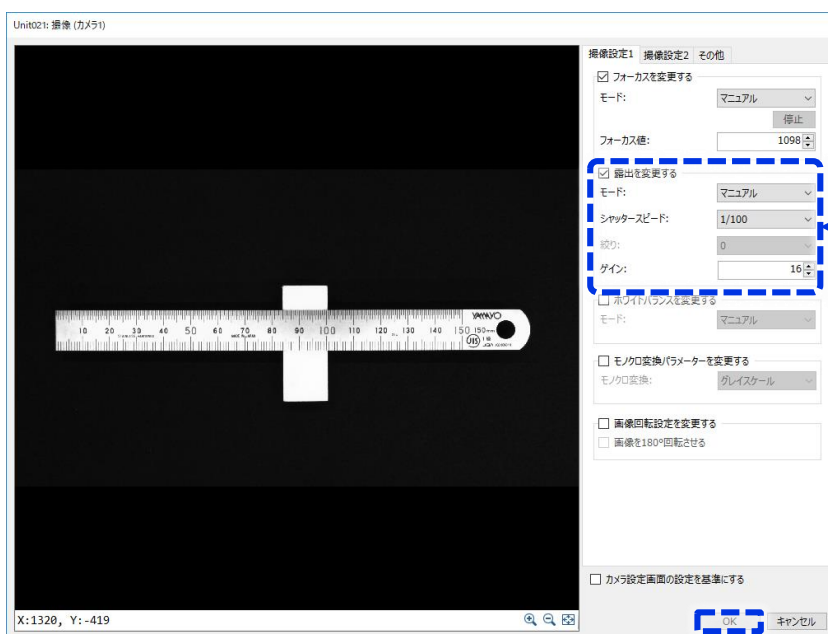 Unit021: 撮像 (カメラ1)
撮像設定1 撮像設定2 その他
フォーカスを変更する
モード: マニュアル
停止
フォーカス値: 1098
露出を変更する
モード: マニュアル
シャッタースピード: 1/100
絞り: 0
ゲイン: 16
ホワイトバランスを変更する
モード: マニュアル
モノクロ変換パラメーターを変更する
モノクロ変換: グレイスケール
画像回転設定を変更する
画像を180°回転させる
10 20 30 40 50 60 70 80 90 100 110 120 130 140 150 150mm
YAMAYO
JIS
カメラ設定画面の設定を基準にする
X:1320, Y:-419
OK キャンセル